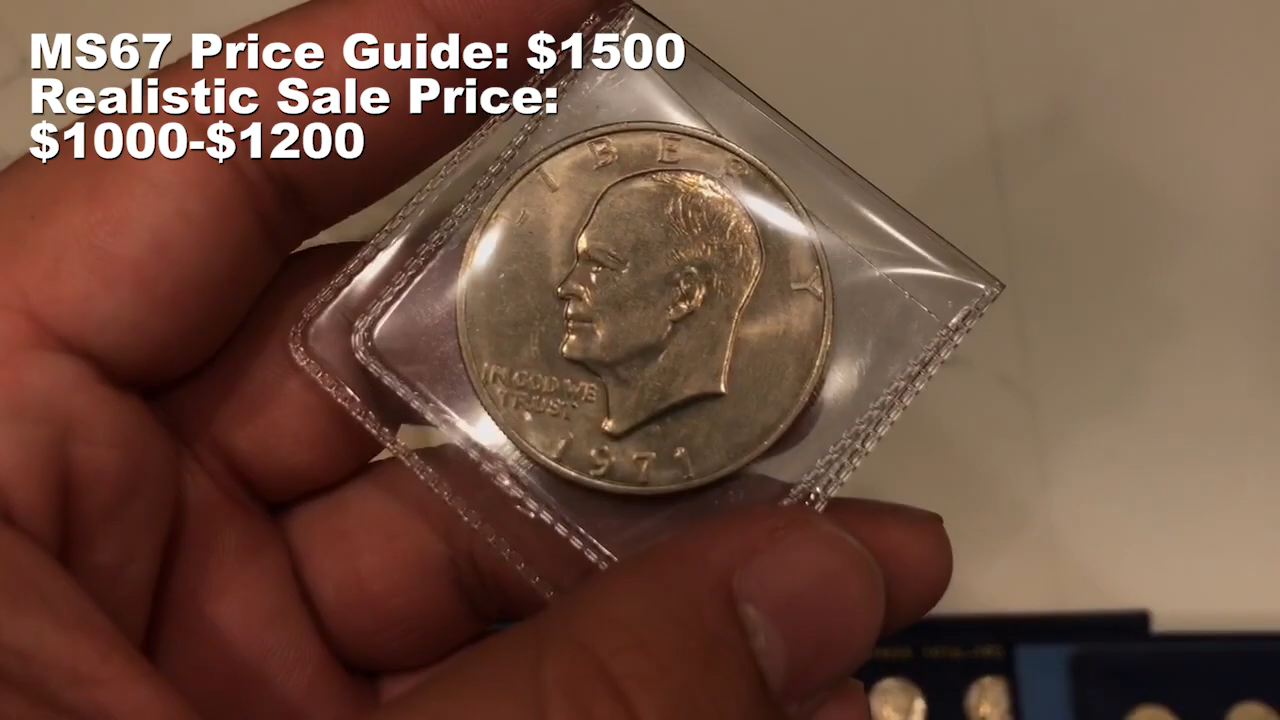 MS67 Price Guide: $1500
Realistic Sale Price:
$1000-$1200
LIBERTY
IN GOD WE
TRUST
1971